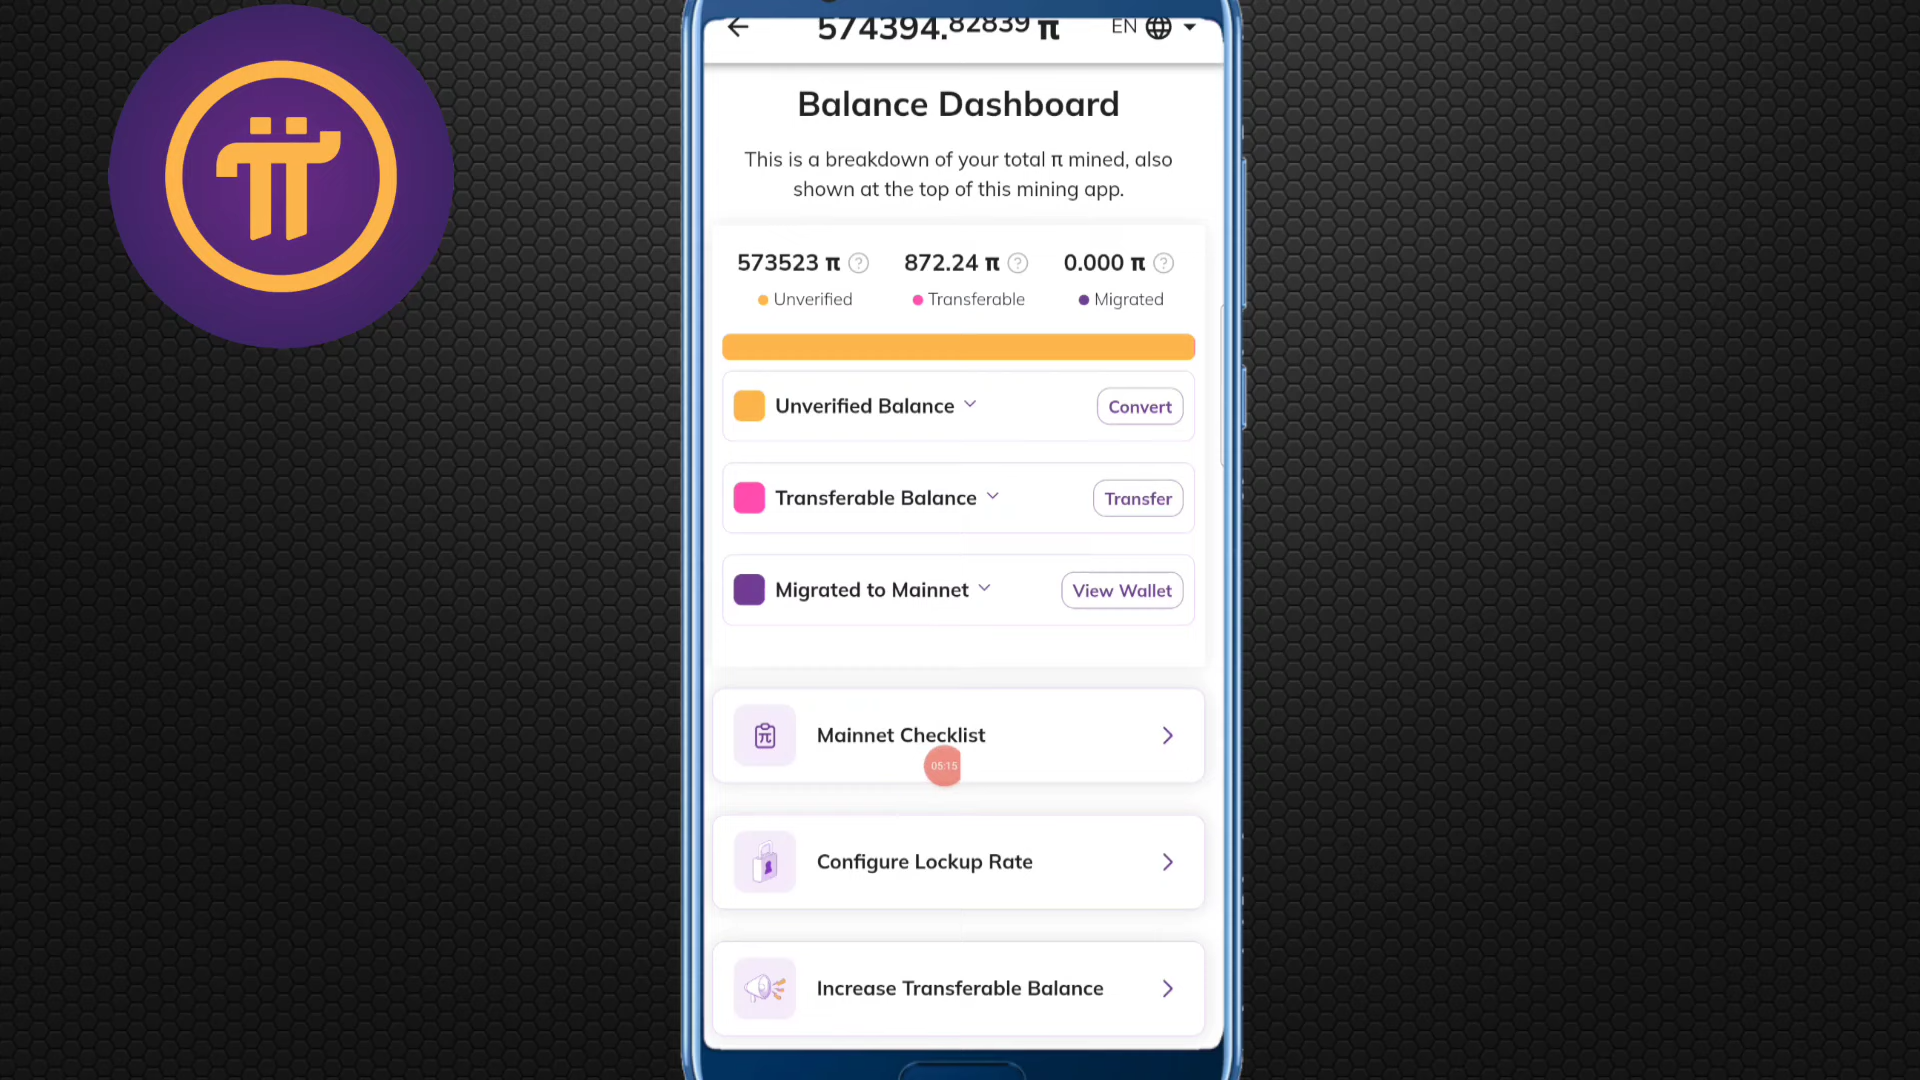 574394.82839 π
EN
Balance Dashboard
This is a breakdown of your total π mined, also
shown at the top of this mining app.
573523 π ? 872.24 π ? 0.000 π ?
Unverified Transferable Migrated
Unverified Balance Convert
Transferable Balance Transfer
Migrated to Mainnet View Wallet
Mainnet Checklist
05:15
Configure Lockup Rate
Increase Transferable Balance